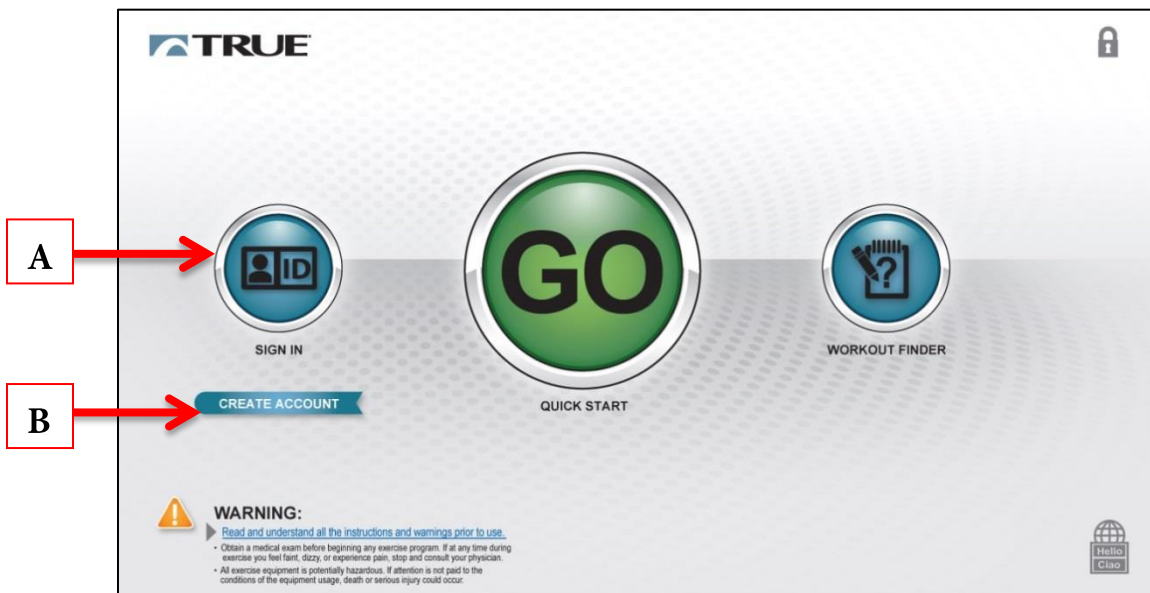 TRUE
A
ID
GO
?
SIGN IN
WORKOUT FINDER
B
CREATE ACCOUNT
QUICK START
WARNING:
Read and understand all the instructions and warnings prior to use.
• Obtain a medical exam before beginning any exercise program. If at any time during
exercise you feel faint, dizzy, or experience pain, stop and consult your physician.
• All exercise equipment is potentially hazardous. If attention is not paid to the
conditions of the equipment usage, death or serious injury could occur.
Hello
Ciao